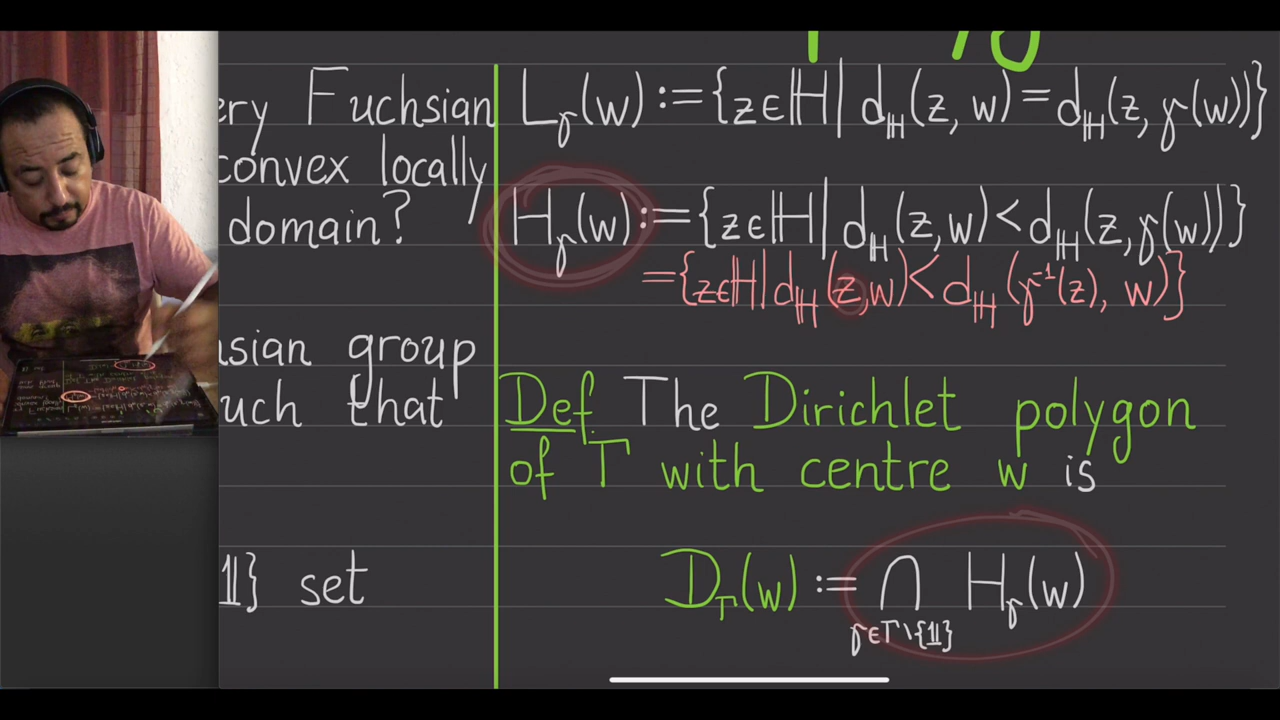 ery Fuchsian
convex locally
domain?
sian group
uch that
𝟙} set
L_γ(w) := {z∈ℍ | d_ℍ(z, w) = d_ℍ(z, γ(w))}
H_γ(w) := {z∈ℍ | d_ℍ(z, w) < d_ℍ(z, γ(w))}
= {z∈ℍ | d_ℍ(z, w) < d_ℍ(γ⁻¹(z), w)}
Def The Dirichlet polygon
of Γ with centre w is
D_Γ(w) := ∩ H_γ(w)
γ∈Γ\{𝟙}